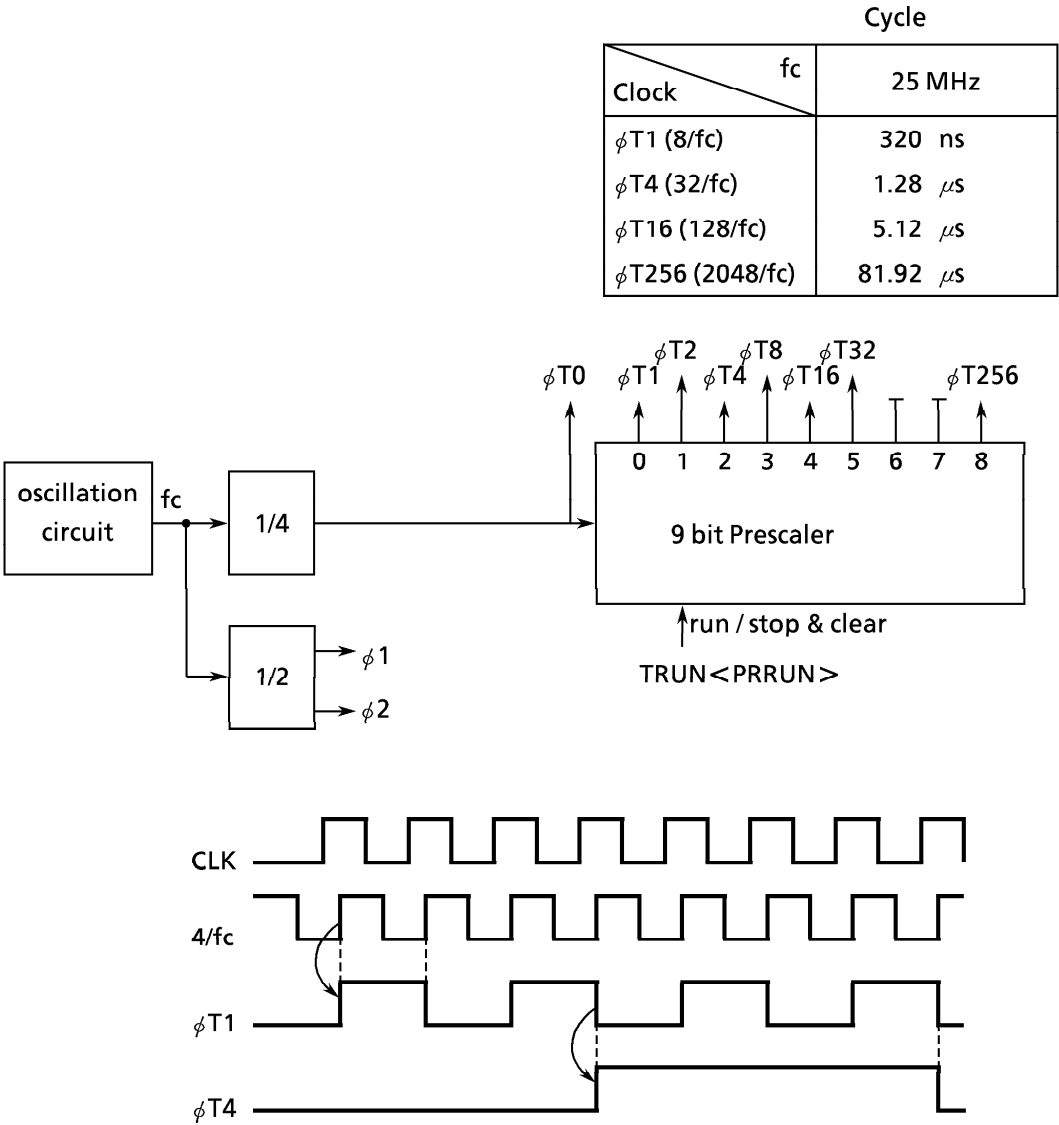 Cycle
fc
Clock
25 MHz
ϕT1 (8/fc) 320 ns
ϕT4 (32/fc) 1.28 μs
ϕT16 (128/fc) 5.12 μs
ϕT256 (2048/fc) 81.92 μs
ϕT2 ϕT8 ϕT32
ϕT0 ϕT1 ϕT4 ϕT16 ϕT256
0 1 2 3 4 5 6 7 8
oscillation
circuit
fc
1/4
9 bit Prescaler
run / stop & clear
TRUN<PRRUN>
1/2
ϕ1
ϕ2
CLK
4/fc
ϕT1
ϕT4